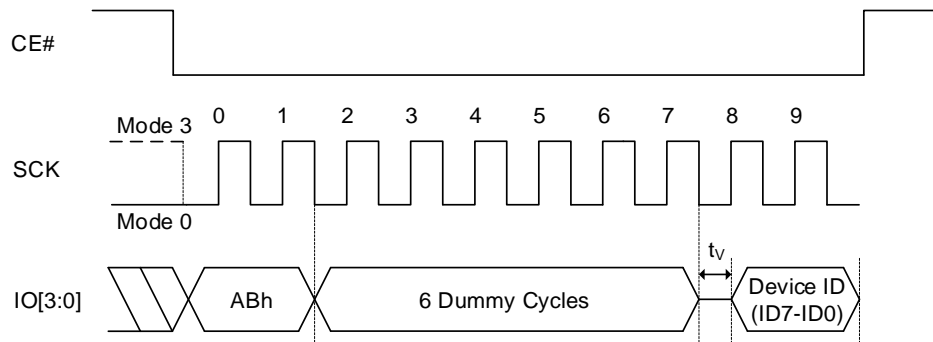 CE#
0 1 2 3 4 5 6 7 8 9
Mode 3
SCK
Mode 0
tV
IO[3:0]
ABh
6 Dummy Cycles
Device ID
(ID7-ID0)